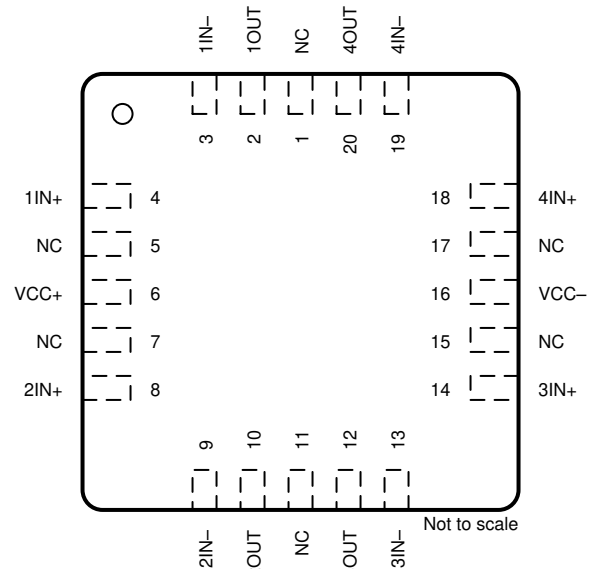 1IN–
1OUT
NC
4OUT
4IN–
3
2
1
20
19
1IN+
4
18
4IN+
NC
5
17
NC
VCC+
6
16
VCC–
NC
7
15
NC
2IN+
8
14
3IN+
9
10
11
12
13
2IN–
OUT
NC
OUT
3IN–
Not to scale